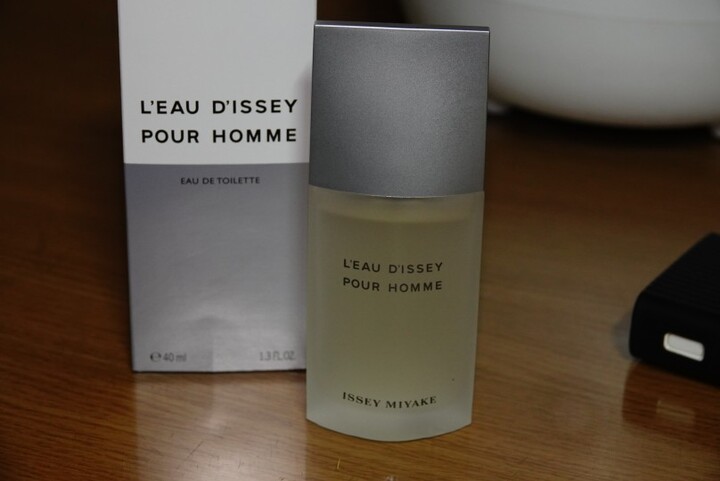 L'EAU D'ISSEY
POUR HOMME
EAU DE TOILETTE
℮ 40 ml 1.3 FL.OZ.
L'EAU D'ISSEY
POUR HOMME
ISSEY MIYAKE